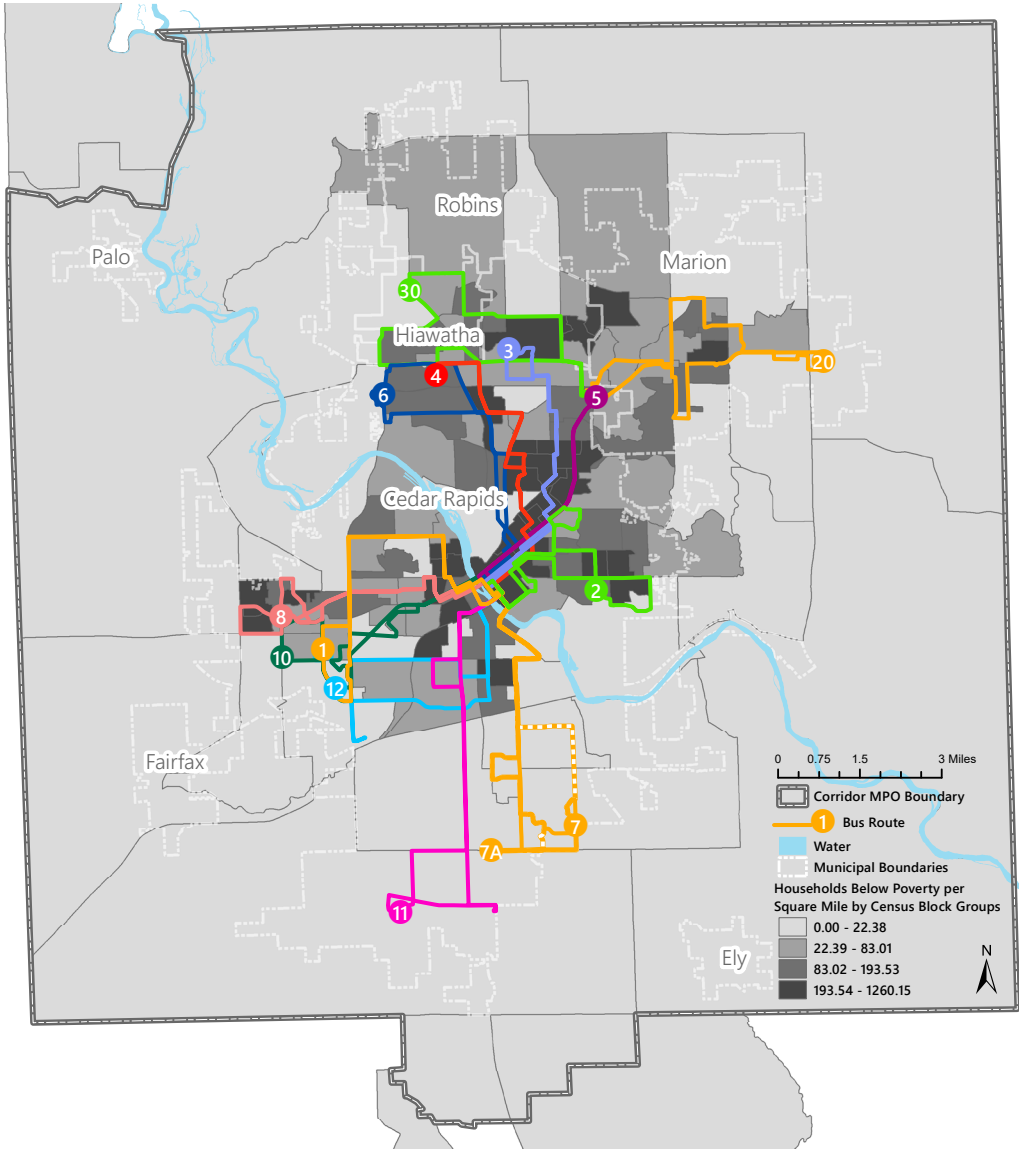 Robins
Palo
Marion
30
Hiawatha
3
20
4
6
5
Cedar Rapids
2
8
1
10
12
Fairfax
0 0.75 1.5 3 Miles
Corridor MPO Boundary
1 Bus Route
Water
Municipal Boundaries
Households Below Poverty per
Square Mile by Census Block Groups
0.00 - 22.38
22.39 - 83.01
83.02 - 193.53
193.54 - 1260.15
N
7
7A
11
Ely